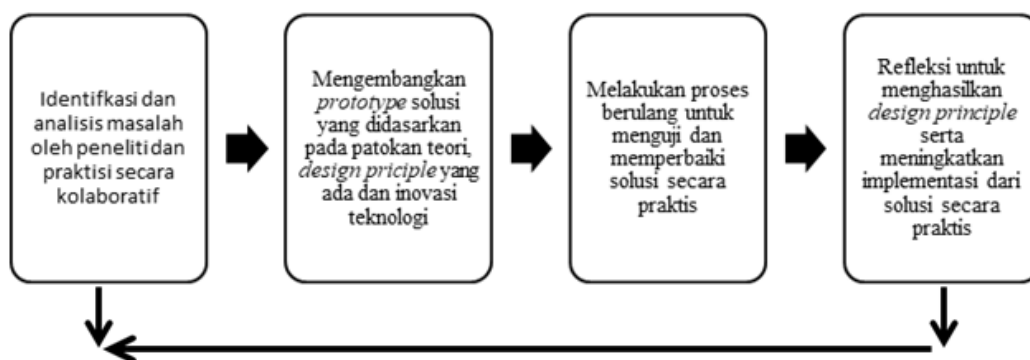 Identifkasi dan
analisis masalah
oleh peneliti dan
praktisi secara
kolaboratif
Mengembangkan
prototype solusi
yang didasarkan
pada patokan teori,
design priciple yang
ada dan inovasi
teknologi
Melakukan proses
berulang untuk
menguji dan
memperbaiki
solusi secara
praktis
Refleksi untuk
menghasilkan
design principle
serta
meningkatkan
implementasi dari
solusi secara
praktis